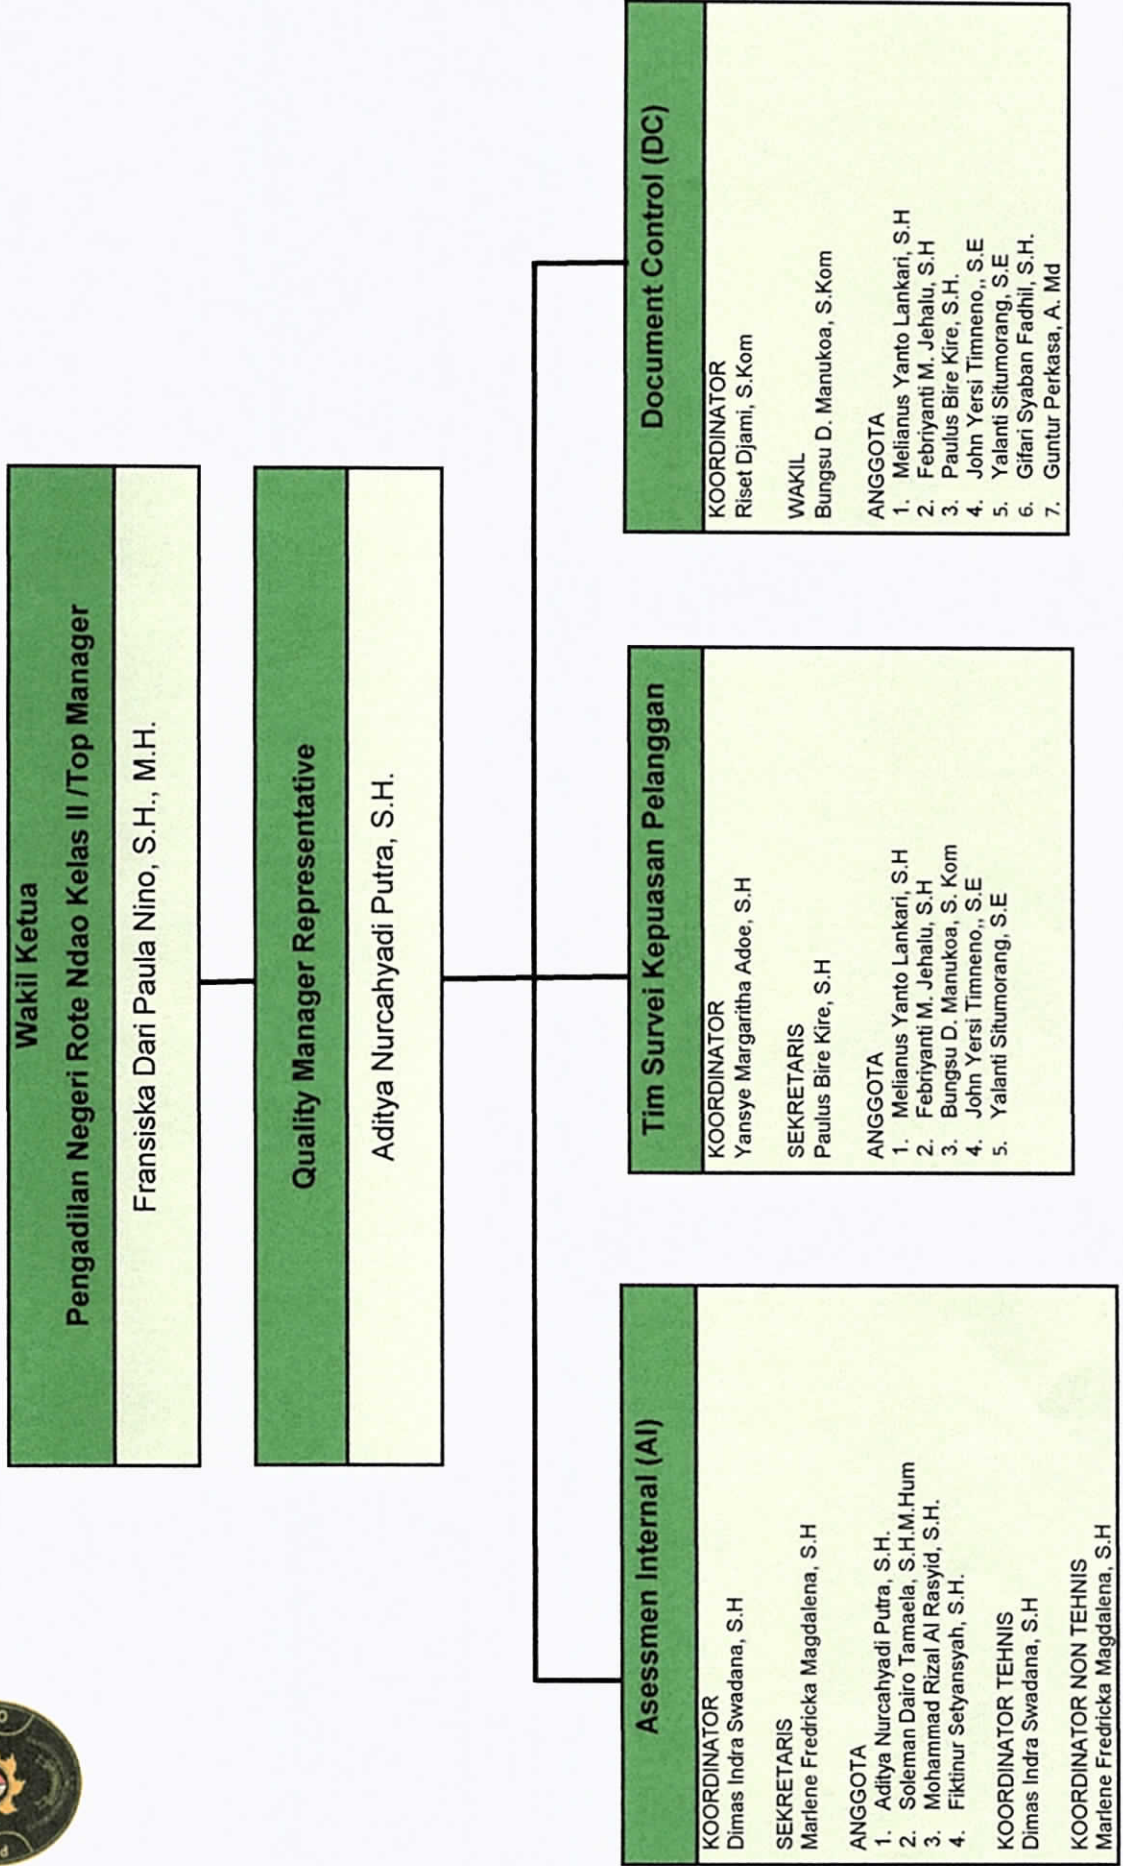 Wakil Ketua
Pengadilan Negeri Rote Ndao Kelas II /Top Manager
Fransiska Dari Paula Nino, S.H., M.H.
Quality Manager Representative
Aditya Nurcahyadi Putra, S.H.
Asessmen Internal (AI)
KOORDINATOR
Dimas Indra Swadana, S.H
SEKRETARIS
Marlene Fredricka Magdalena, S.H
ANGGOTA
1. Aditya Nurcahyadi Putra, S.H.
2. Soleman Dairo Tamaela, S.H.M.Hum
3. Mohammad Rizal Al Rasyid, S.H.
4. Fiktinur Setyansyah, S.H.
KOORDINATOR TEHNIS
Dimas Indra Swadana, S.H
KOORDINATOR NON TEHNIS
Marlene Fredricka Magdalena, S.H
Tim Survei Kepuasan Pelanggan
KOORDINATOR
Yansye Margaritha Adoe, S.H
SEKRETARIS
Paulus Bire Kire, S.H
ANGGOTA
1. Melianus Yanto Lankari, S.H
2. Febriyanti M. Jehalu, S.H
3. Bungsu D. Manukoa, S. Kom
4. John Yersi Timneno,, S.E
5. Yalanti Situmorang, S.E
Document Control (DC)
KOORDINATOR
Riset Djami, S.Kom
WAKIL
Bungsu D. Manukoa, S.Kom
ANGGOTA
1. Melianus Yanto Lankari, S.H
2. Febriyanti M. Jehalu, S.H
3. Paulus Bire Kire, S.H.
4. John Yersi Timneno,, S.E
5. Yalanti Situmorang, S.E
6. Gifari Syaban Fadhil, S.H.
7. Guntur Perkasa, A. Md